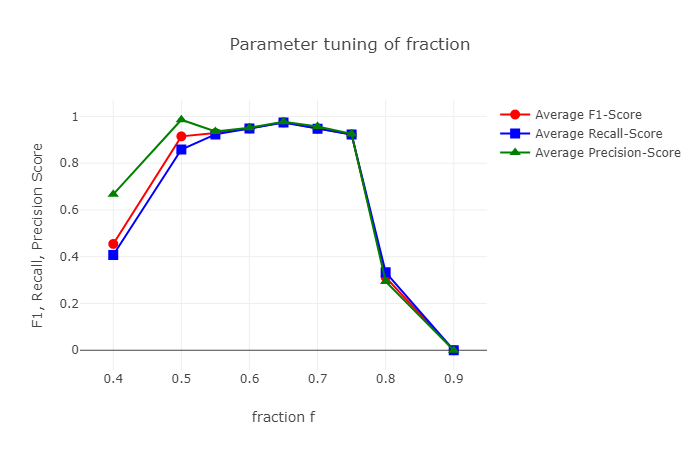 Parameter tuning of fraction
Average F1-Score
Average Recall-Score
Average Precision-Score
F1, Recall, Precision Score
1
0.8
0.6
0.4
0.2
0
0.4 0.5 0.6 0.7 0.8 0.9
fraction f